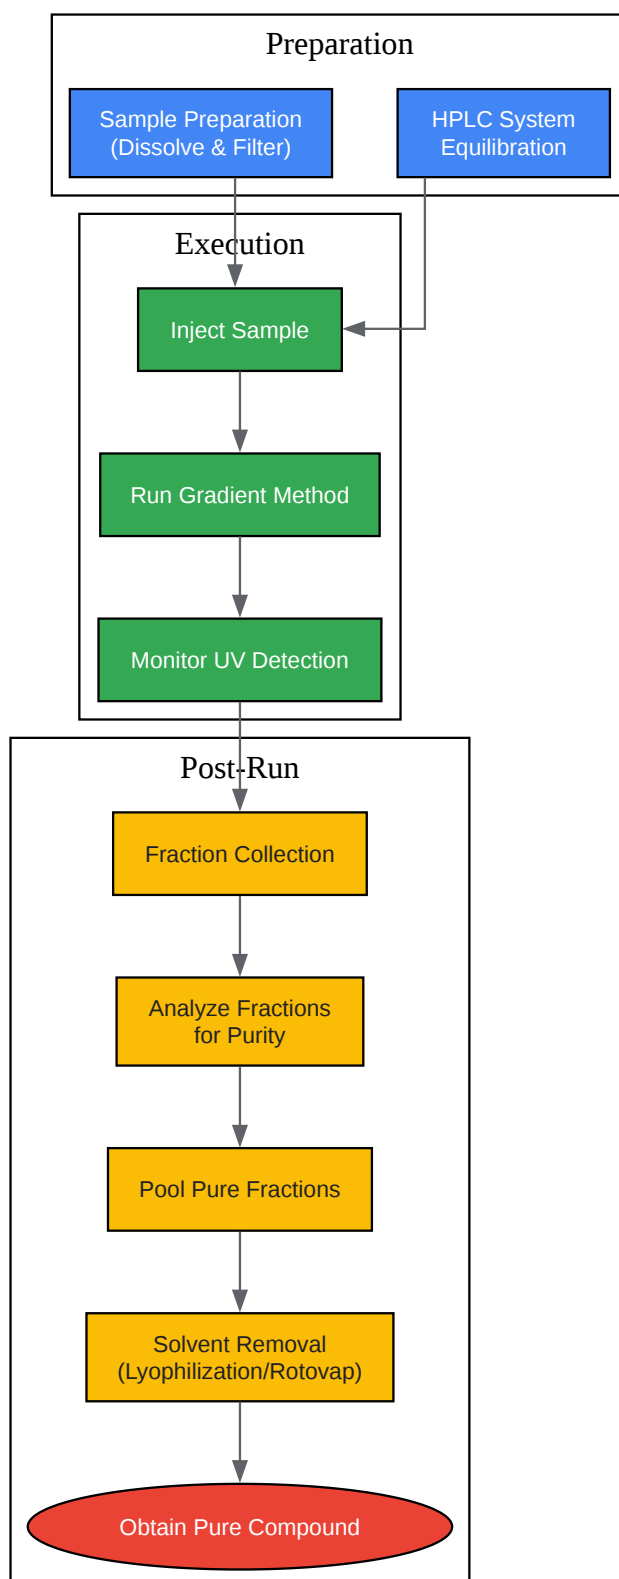 Preparation
Sample Preparation
(Dissolve & Filter)
HPLC System
Equilibration
Execution
Inject Sample
Run Gradient Method
Monitor UV Detection
Post-Run
Fraction Collection
Analyze Fractions
for Purity
Pool Pure Fractions
Solvent Removal
(Lyophilization/Rotovap)
Obtain Pure Compound